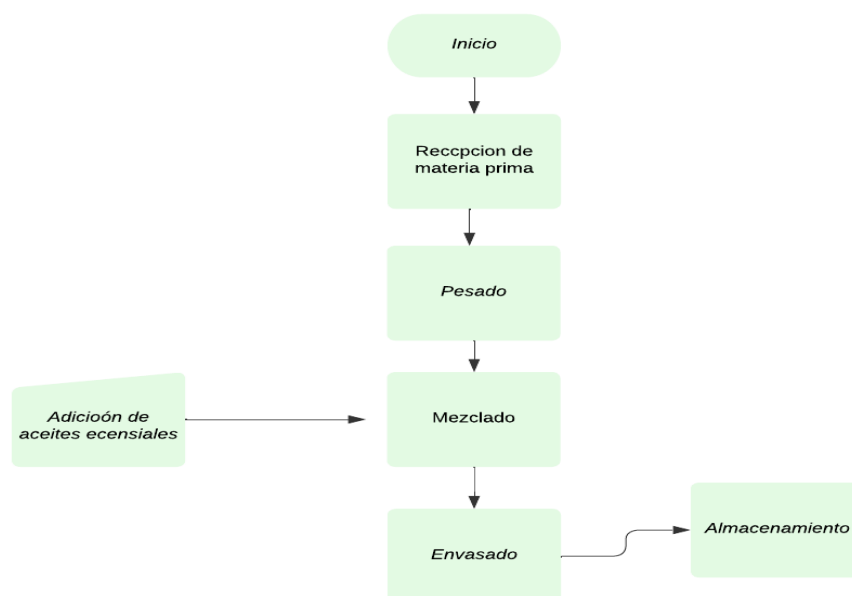 Inicio
Reccpcion de
materia prima
Pesado
Adicioón de
aceites ecensiales
Mezclado
Envasado
Almacenamiento